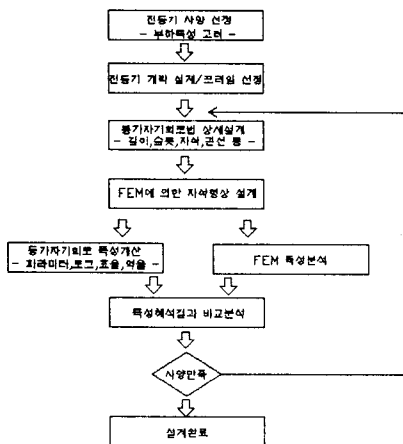 전동기 사양 선정
- 부하특성 고려 -
전동기 개략 설계/프레임 선정
등가자기회로법 상세설계
- 길이,슬롯,자석,권선 등 -
FEM에 의한 자석형상 설계
등가자기회로 특성계산
- 파라미터,토크,효율,역율 -
FEM 특성분석
특성해석결과 비교분석
사양만족
설계완료